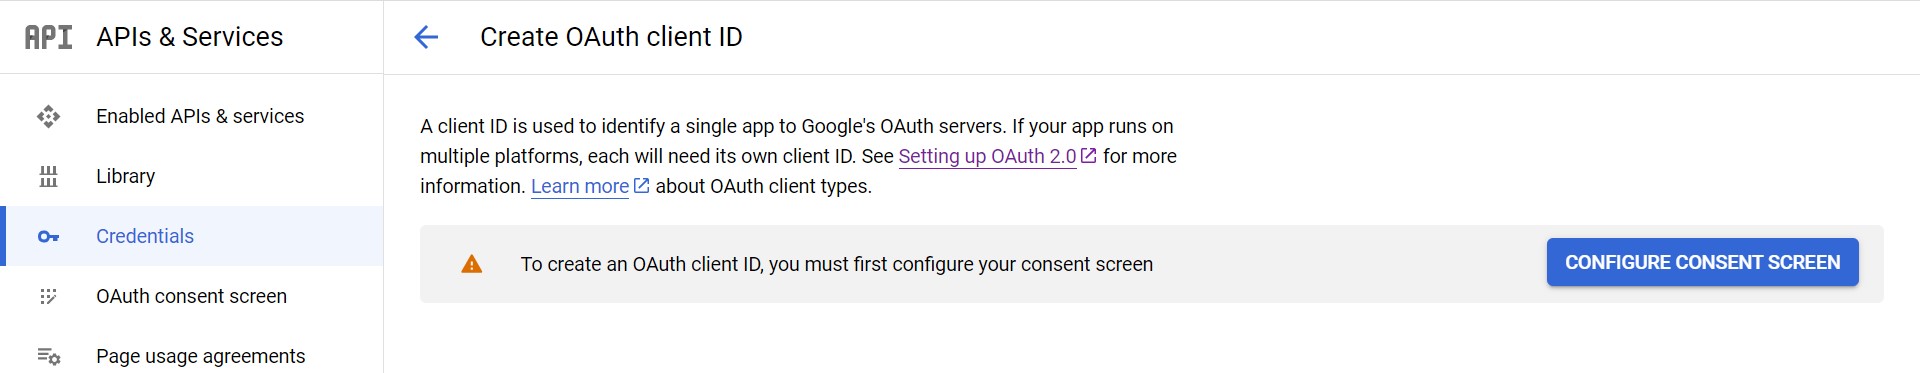 API APIs & Services
Create OAuth client ID
Enabled APIs & services
Library
Credentials
OAuth consent screen
Page usage agreements
A client ID is used to identify a single app to Google's OAuth servers. If your app runs on
multiple platforms, each will need its own client ID. See Setting up OAuth 2.0 for more
information. Learn more about OAuth client types.
To create an OAuth client ID, you must first configure your consent screen
CONFIGURE CONSENT SCREEN